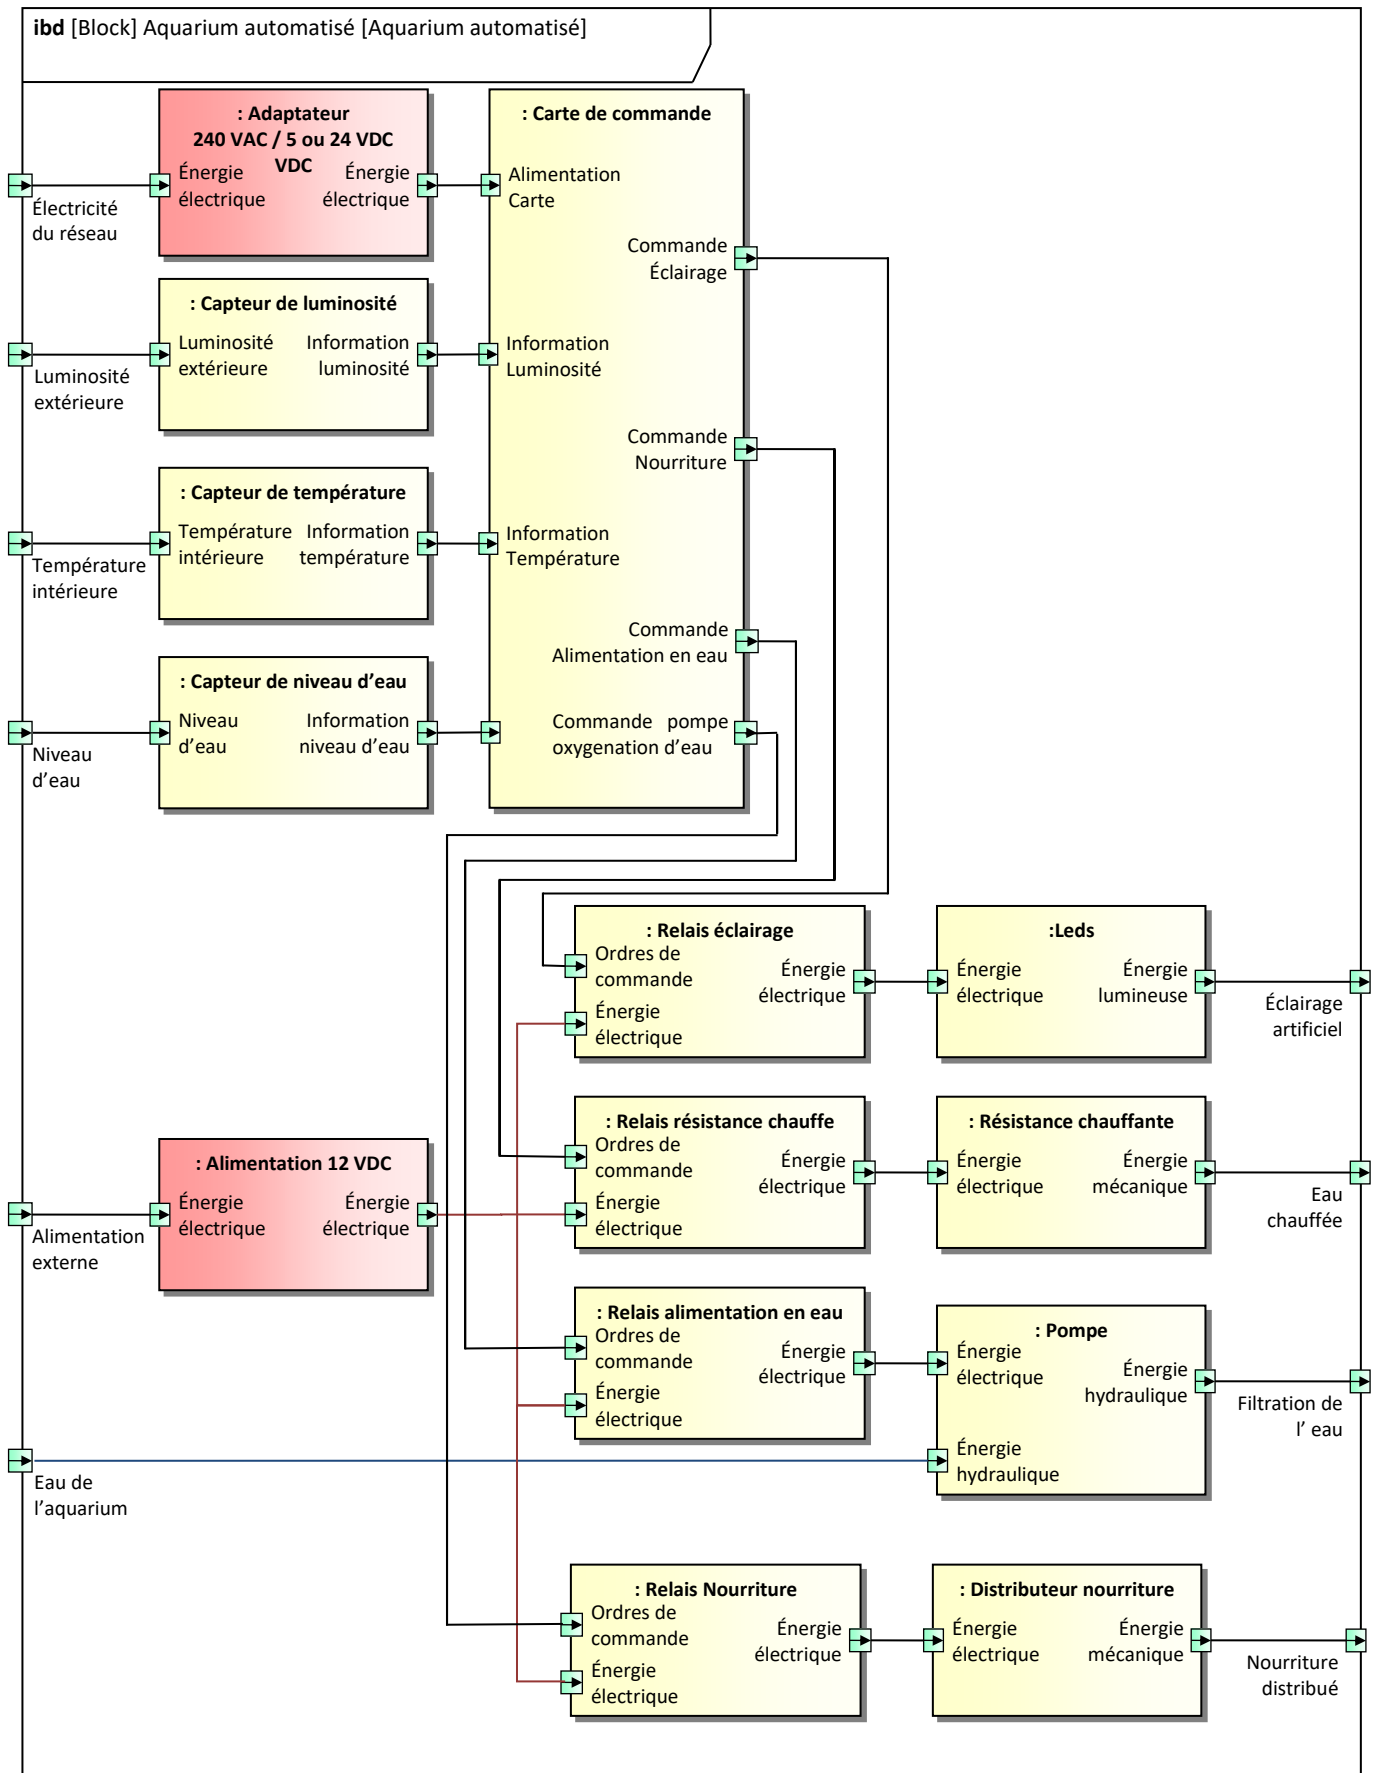 ibd [Block] Aquarium automatisé [Aquarium automatisé]
: Adaptateur
240 VAC / 5 ou 24 VDC
VDC
Énergie
électrique
Énergie
électrique
Électricité
du réseau
: Carte de commande
Alimentation
Carte
Commande
Éclairage
Information
Luminosité
Commande
Nourriture
Information
Température
Commande
Alimentation en eau
Commande pompe
oxygenation d'eau
: Capteur de luminosité
Luminosité
extérieure
Information
luminosité
Luminosité
extérieure
: Capteur de température
Température
intérieure
Information
température
Température
intérieure
: Capteur de niveau d'eau
Niveau
d'eau
Information
niveau d'eau
Niveau
d'eau
: Relais éclairage
Ordres de
commande
Énergie
électrique
Énergie
électrique
:Leds
Énergie
électrique
Énergie
lumineuse
Éclairage
artificiel
: Relais résistance chauffe
Ordres de
commande
Énergie
électrique
Énergie
électrique
: Résistance chauffante
Énergie
électrique
Énergie
mécanique
Eau
chauffée
: Alimentation 12 VDC
Énergie
électrique
Énergie
électrique
Alimentation
externe
: Relais alimentation en eau
Ordres de
commande
Énergie
électrique
Énergie
électrique
: Pompe
Énergie
électrique
Énergie
hydraulique
Énergie
hydraulique
Filtration de
l' eau
Eau de
l'aquarium
: Relais Nourriture
Ordres de
commande
Énergie
électrique
Énergie
électrique
: Distributeur nourriture
Énergie
électrique
Énergie
mécanique
Nourriture
distribué